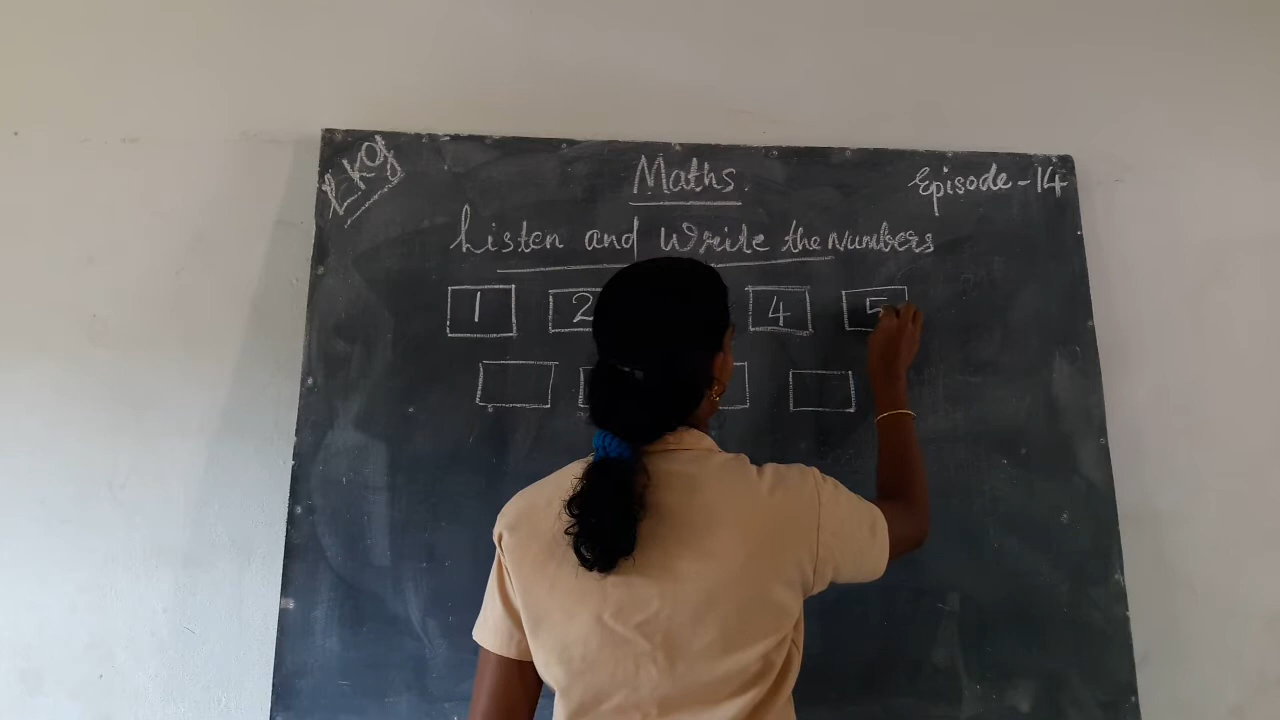 LKG
Maths.
Episode-14
Listen and Write the Numbers
1 2 4 5